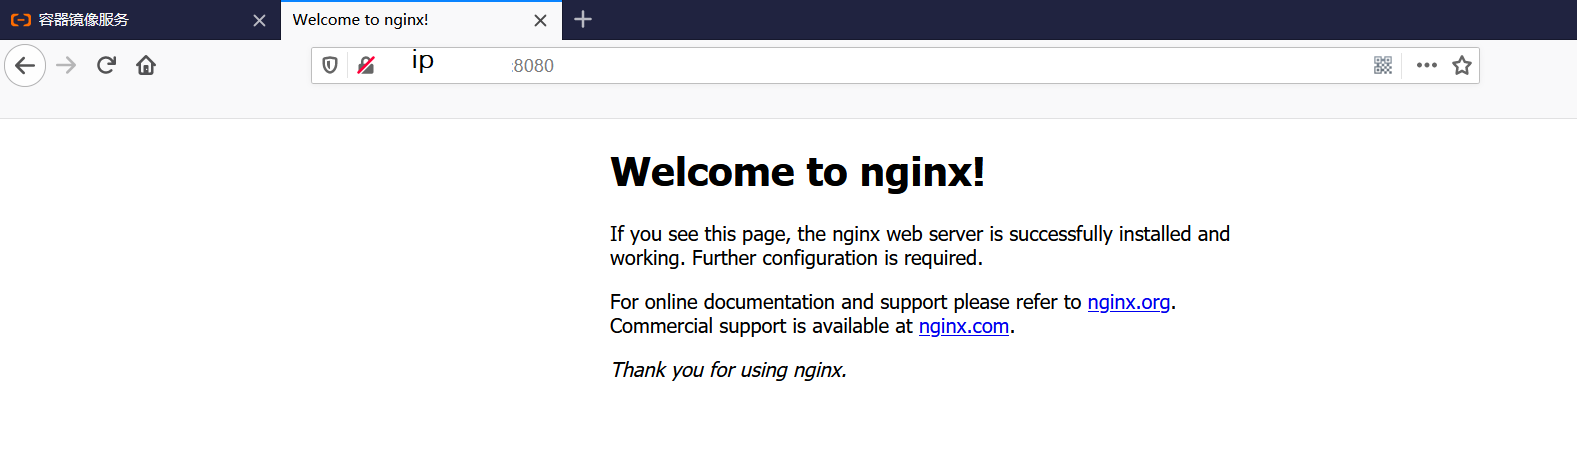 容器镜像服务
Welcome to nginx!
ip :8080
Welcome to nginx!
If you see this page, the nginx web server is successfully installed and
working. Further configuration is required.
For online documentation and support please refer to nginx.org.
Commercial support is available at nginx.com.
Thank you for using nginx.